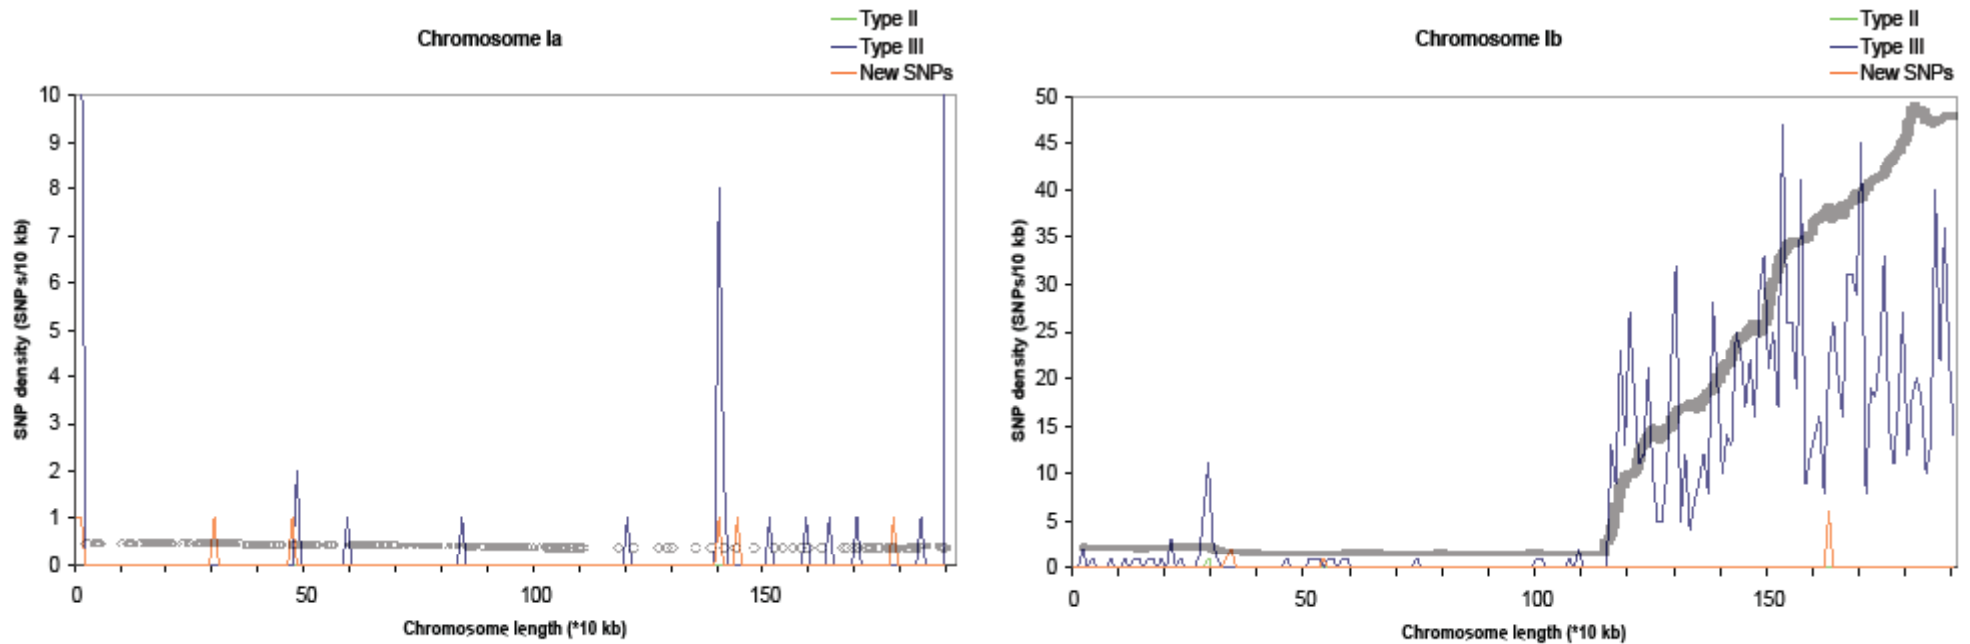 Chromosome Ia
Type II
Type III
New SNPs
SNP density (SNPs/10 kb)
10
9
8
7
6
5
4
3
2
1
0
0 50 100 150
Chromosome length (*10 kb)
Chromosome Ib
Type II
Type III
New SNPs
SNP density (SNPs/10 kb)
50
45
40
35
30
25
20
15
10
5
0
0 50 100 150
Chromosome length (*10 kb)